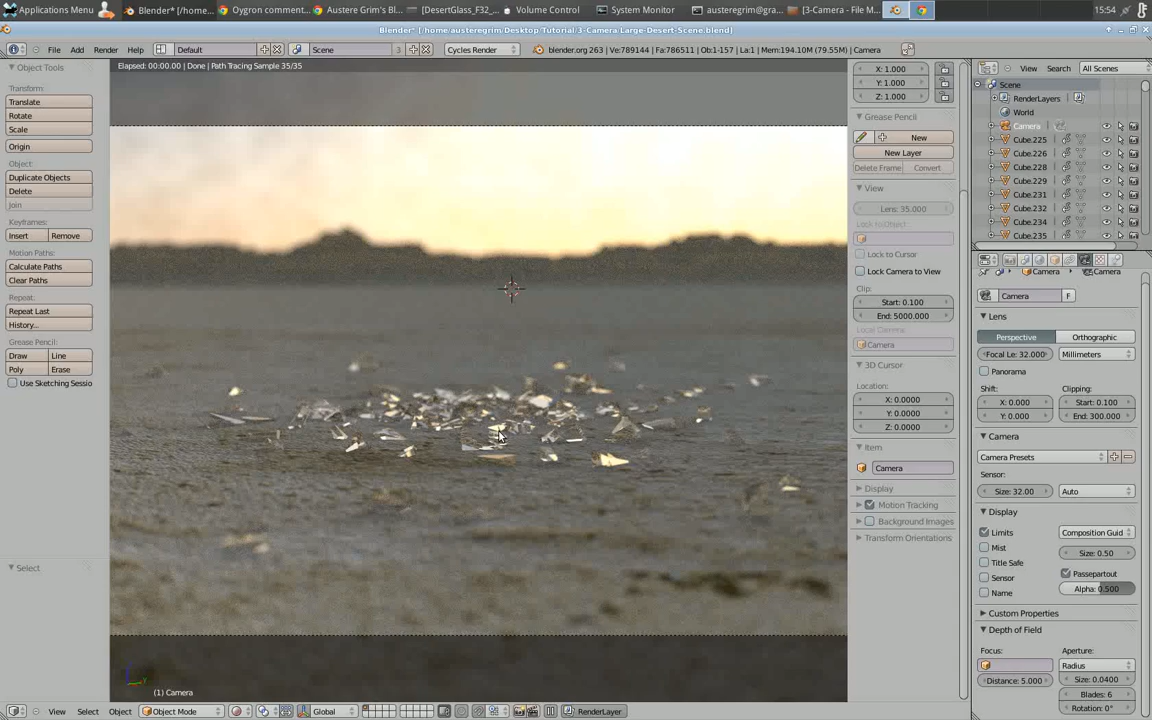 Applications Menu
Blender* [/home/...
Oygron commen...
Austere Grim's Bl...
[DesertGlass_F32_...
Volume Control
System Monitor
austeregrim@gra...
[3-Camera - File M...
15:54
Blender* [/home/austeregrim/Desktop/Tutorial/3-Camera Large-Desert-Scene.blend]
File
Add
Render
Help
Default
Scene
3
Cycles Render
blender.org 263 | Ve:789144 | Fa:786511 | Ob:1-157 | La:1 | Mem:194.10M (79.55M) | Camera
View
Search
All Scenes
Object Tools
Transform:
Translate
Rotate
Scale
Origin
Object:
Duplicate Objects
Delete
Join
Keyframes:
Insert
Remove
Motion Paths:
Calculate Paths
Clear Paths
Repeat:
Repeat Last
History...
Grease Pencil:
Draw
Line
Poly
Erase
Use Sketching Sessio
Select
Elapsed: 00:00.00 | Done | Path Tracing Sample 35/35
(1) Camera
X: 1.000
Y: 1.000
Z: 1.000
Grease Pencil
New
New Layer
Delete Frame
Convert
View
Lens: 35.000
Lock to Object:
Lock to Cursor
Lock Camera to View
Clip:
Start: 0.100
End: 5000.000
Local Camera:
Camera
3D Cursor
Location:
X: 0.0000
Y: 0.0000
Z: 0.0000
Item
Camera
Display
Motion Tracking
Background Images
Transform Orientations
Scene
RenderLayers
World
Camera
Cube.225
Cube.226
Cube.228
Cube.229
Cube.231
Cube.232
Cube.234
Cube.235
Camera
Camera
Camera
F
Lens
Perspective
Orthographic
Focal Le: 32.000
Millimeters
Panorama
Shift:
Clipping:
X: 0.000
Start: 0.100
Y: 0.000
End: 300.000
Camera
Camera Presets
Sensor:
Size: 32.00
Auto
Display
Limits
Composition Guid
Mist
Size: 0.50
Title Safe
Sensor
Passepartout
Name
Alpha: 0.500
Custom Properties
Depth of Field
Focus:
Aperture:
Radius
Distance: 5.000
Size: 0.0400
Blades: 6
Rotation: 0°
View
Select
Object
Object Mode
Global
RenderLayer